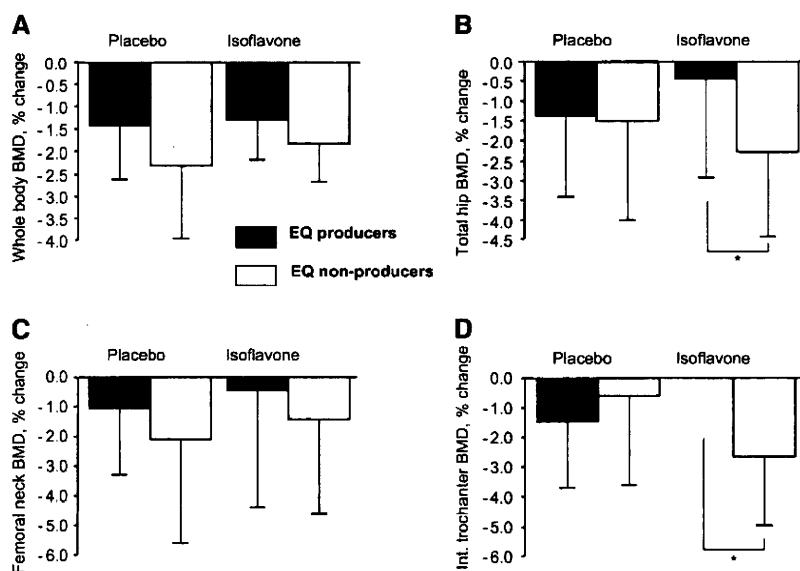 A
Placebo
Isoflavone
Whole body BMD, % change
0.0
-0.5
-1.0
-1.5
-2.0
-2.5
-3.0
-3.5
-4.0
EQ producers
EQ non-producers
B
Placebo
Isoflavone
Total hip BMD, % change
0.0
-0.5
-1.0
-1.5
-2.0
-2.5
-3.0
-3.5
-4.0
-4.5
*
C
Placebo
Isoflavone
Femoral neck BMD, % change
0.0
-1.0
-2.0
-3.0
-4.0
-5.0
-6.0
D
Placebo
Isoflavone
Int. trochanter BMD, % change
0.0
-1.0
-2.0
-3.0
-4.0
-5.0
-6.0
*